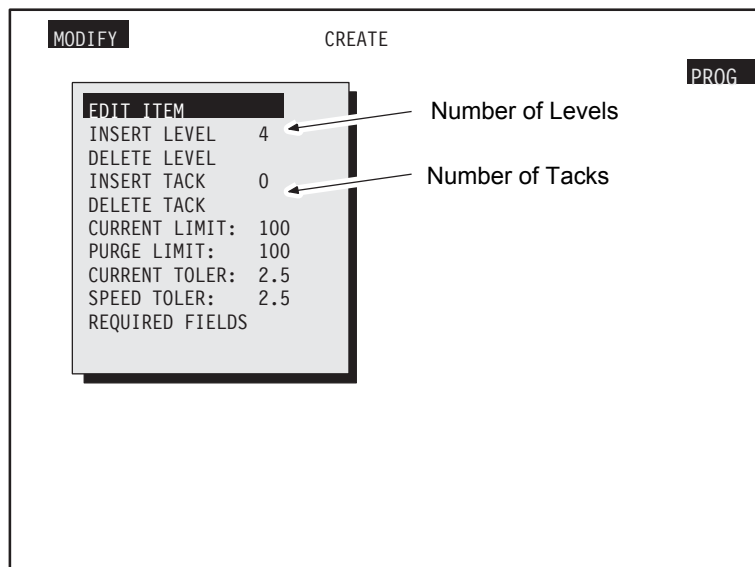 MODIFY CREATE
PROG
EDIT ITEM
INSERT LEVEL 4
DELETE LEVEL
INSERT TACK 0
DELETE TACK
CURRENT LIMIT: 100
PURGE LIMIT: 100
CURRENT TOLER: 2.5
SPEED TOLER: 2.5
REQUIRED FIELDS
Number of Levels
Number of Tacks